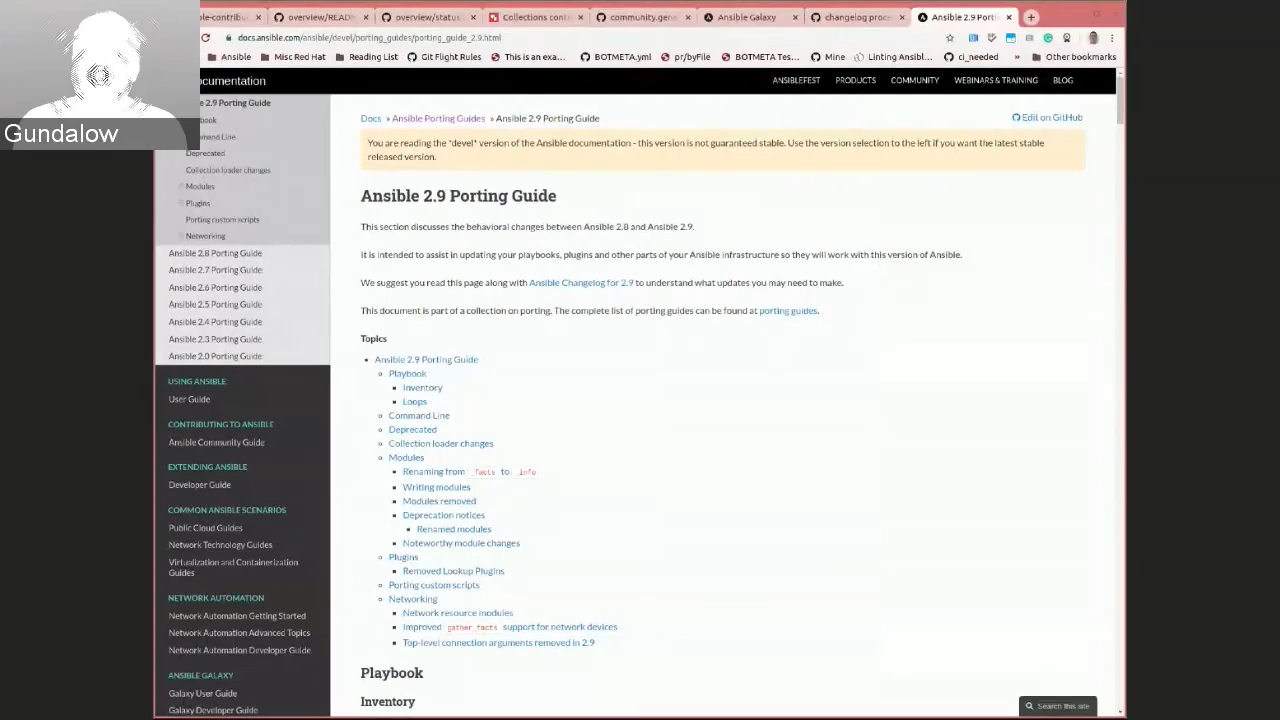 ble-contribu
overview/READM
overview/status
Collections cont
community.gene
Ansible Galaxy
changelog proce
Ansible 2.9 Porti
docs.ansible.com/ansible/devel/porting_guides/porting_guide_2.9.html
Ansible
Misc Red Hat
Reading List
Git Flight Rules
This is an exa...
BOTMETA.yml
pr/byFile
BOTMETA Tes...
Mine
Linting Ansibl...
ci_needed
»
Other bookmarks
ocumentation
ANSIBLEFEST PRODUCTS COMMUNITY WEBINARS & TRAINING BLOG
Gundalow
e 2.9 Porting Guide
book
mand Line
Deprecated
Collection loader changes
Modules
Plugins
Porting custom scripts
Networking
Ansible 2.8 Porting Guide
Ansible 2.7 Porting Guide
Ansible 2.6 Porting Guide
Ansible 2.5 Porting Guide
Ansible 2.4 Porting Guide
Ansible 2.3 Porting Guide
Ansible 2.0 Porting Guide
USING ANSIBLE
User Guide
CONTRIBUTING TO ANSIBLE
Ansible Community Guide
EXTENDING ANSIBLE
Developer Guide
COMMON ANSIBLE SCENARIOS
Public Cloud Guides
Network Technology Guides
Virtualization and Containerization
Guides
NETWORK AUTOMATION
Network Automation Getting Started
Network Automation Advanced Topics
Network Automation Developer Guide
ANSIBLE GALAXY
Galaxy User Guide
Galaxy Developer Guide
Docs » Ansible Porting Guides » Ansible 2.9 Porting Guide
Edit on GitHub
You are reading the *devel* version of the Ansible documentation - this version is not guaranteed stable. Use the version selection to the left if you want the latest stable
released version.
Ansible 2.9 Porting Guide
This section discusses the behavioral changes between Ansible 2.8 and Ansible 2.9.
It is intended to assist in updating your playbooks, plugins and other parts of your Ansible infrastructure so they will work with this version of Ansible.
We suggest you read this page along with Ansible Changelog for 2.9 to understand what updates you may need to make.
This document is part of a collection on porting. The complete list of porting guides can be found at porting guides.
Topics
Ansible 2.9 Porting Guide
Playbook
Inventory
Loops
Command Line
Deprecated
Collection loader changes
Modules
Renaming from _facts to _info
Writing modules
Modules removed
Deprecation notices
Renamed modules
Noteworthy module changes
Plugins
Removed Lookup Plugins
Porting custom scripts
Networking
Network resource modules
Improved gather_facts support for network devices
Top-level connection arguments removed in 2.9
Playbook
Inventory
Search this site